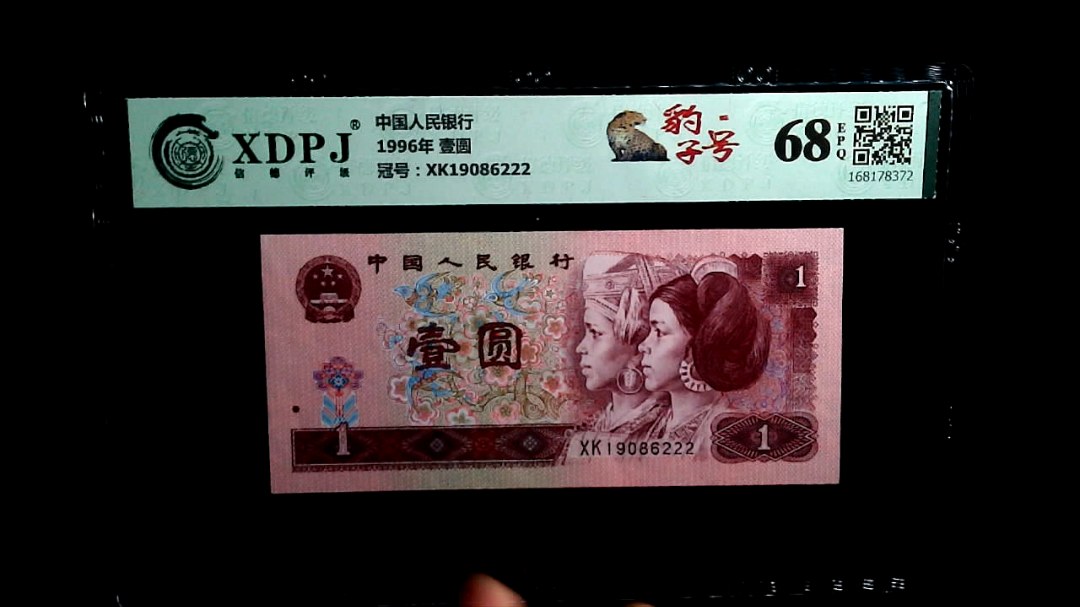 XDPJ®
信德评级
中国人民银行
1996年 壹圆
冠号：XK19086222
豹子号
68
EPQ
168178372
中国人民银行
1
壹圆
1
XK19086222
1